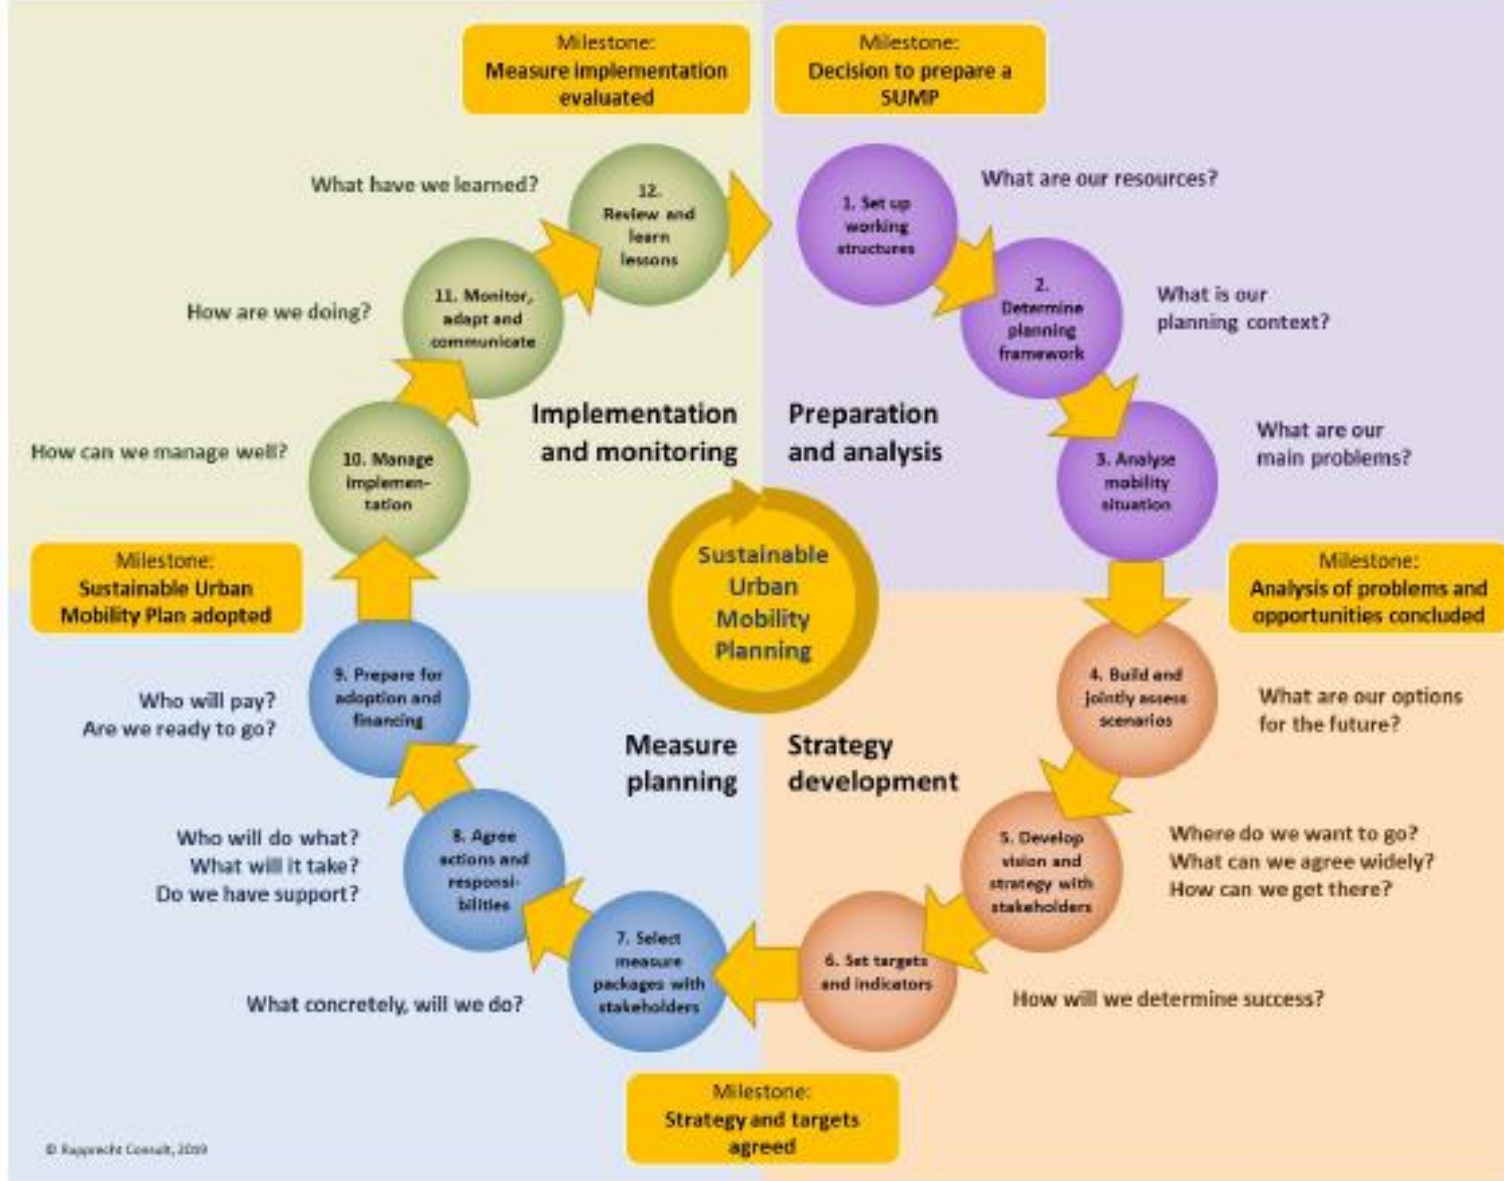 Milestone:
Measure implementation
evaluated
Milestone:
Decision to prepare a
SUMP
What have we learned?
12.
Review and
learn
lessons
1. Set up
working
structures
What are our resources?
How are we doing?
11. Monitor,
adapt and
communicate
2.
Determine
planning
framework
What is our
planning context?
Implementation
and monitoring
Preparation
and analysis
How can we manage well?
10. Manage
implemen-
tation
3. Analyse
mobility
situation
What are our
main problems?
Milestone:
Sustainable Urban
Mobility Plan adopted
Sustainable
Urban
Mobility
Planning
Milestone:
Analysis of problems and
opportunities concluded
Who will pay?
Are we ready to go?
9. Prepare for
adoption and
financing
4. Build and
jointly assess
scenarios
What are our options
for the future?
Measure
planning
Strategy
development
Who will do what?
What will it take?
Do we have support?
8. Agree
actions and
responsi-
bilities
5. Develop
vision and
strategy with
stakeholders
Where do we want to go?
What can we agree widely?
How can we get there?
What concretely, will we do?
7. Select
measure
packages with
stakeholders
6. Set targets
and indicators
How will we determine success?
Milestone:
Strategy and targets
agreed
© Rupprecht Consult, 2019